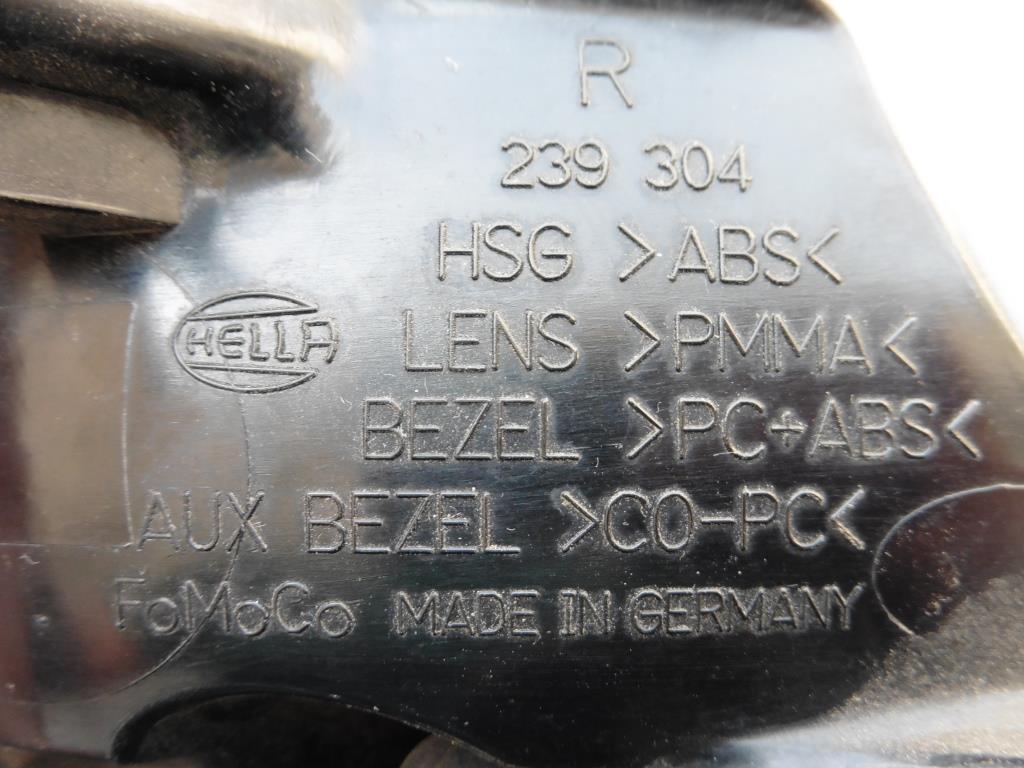 R
239 304
HSG >ABS<
HELLA
LENS >PMMA<
BEZEL >PC+ABS<
AUX BEZEL >CO-PC<
FoMoCo MADE IN GERMANY